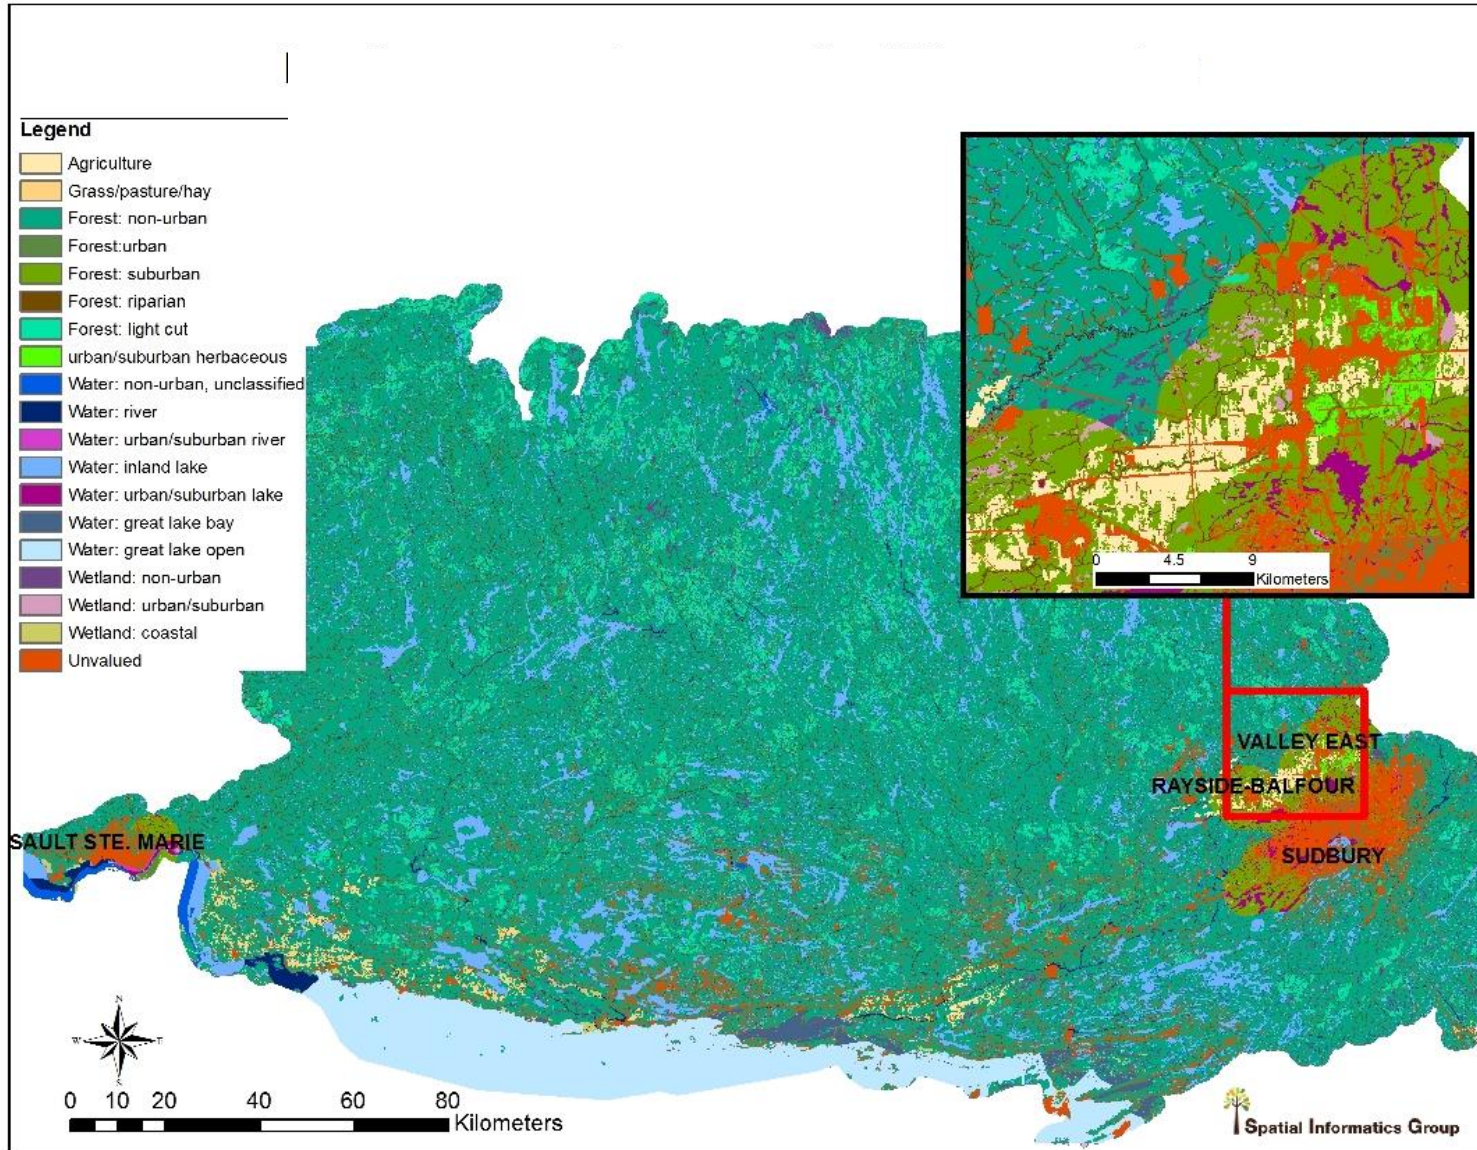 Legend
Agriculture
Grass/pasture/hay
Forest: non-urban
Forest:urban
Forest: suburban
Forest: riparian
Forest: light cut
urban/suburban herbaceous
Water: non-urban, unclassified
Water: river
Water: urban/suburban river
Water: inland lake
Water: urban/suburban lake
Water: great lake bay
Water: great lake open
Wetland: non-urban
Wetland: urban/suburban
Wetland: coastal
Unvalued
0 4.5 9
Kilometers
VALLEY EAST
RAYSIDE-BALFOUR
SAULT STE. MARIE
SUDBURY
N
W E
S
0 10 20 40 60 80
Kilometers
Spatial Informatics Group